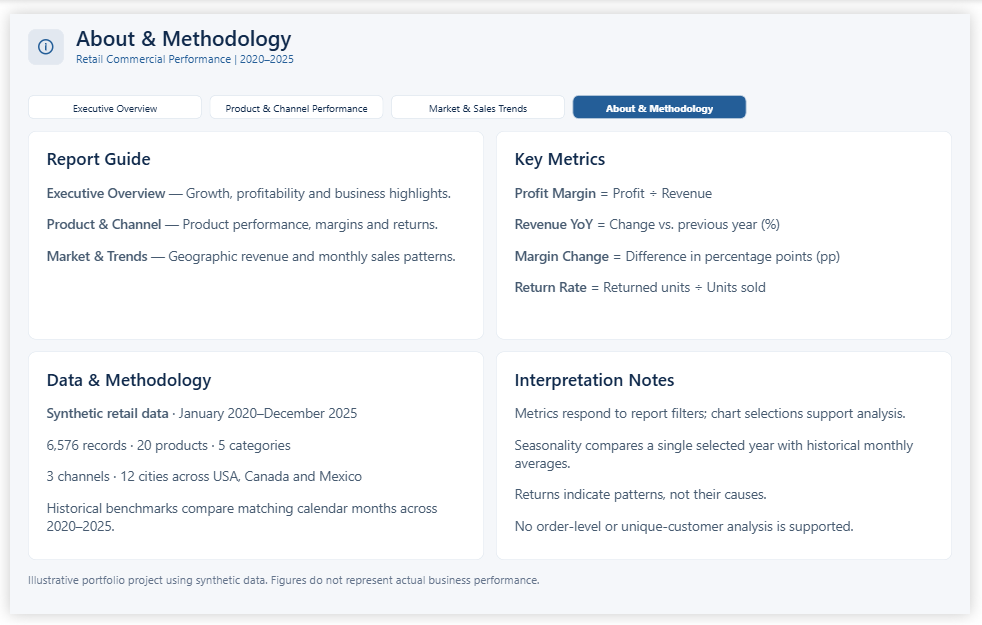 About & Methodology
Retail Commercial Performance | 2020–2025
Executive Overview
Product & Channel Performance
Market & Sales Trends
About & Methodology
Report Guide
Executive Overview — Growth, profitability and business highlights.
Product & Channel — Product performance, margins and returns.
Market & Trends — Geographic revenue and monthly sales patterns.
Key Metrics
Profit Margin = Profit ÷ Revenue
Revenue YoY = Change vs. previous year (%)
Margin Change = Difference in percentage points (pp)
Return Rate = Returned units ÷ Units sold
Data & Methodology
Synthetic retail data · January 2020–December 2025
6,576 records · 20 products · 5 categories
3 channels · 12 cities across USA, Canada and Mexico
Historical benchmarks compare matching calendar months across
2020–2025.
Interpretation Notes
Metrics respond to report filters; chart selections support analysis.
Seasonality compares a single selected year with historical monthly
averages.
Returns indicate patterns, not their causes.
No order-level or unique-customer analysis is supported.
Illustrative portfolio project using synthetic data. Figures do not represent actual business performance.